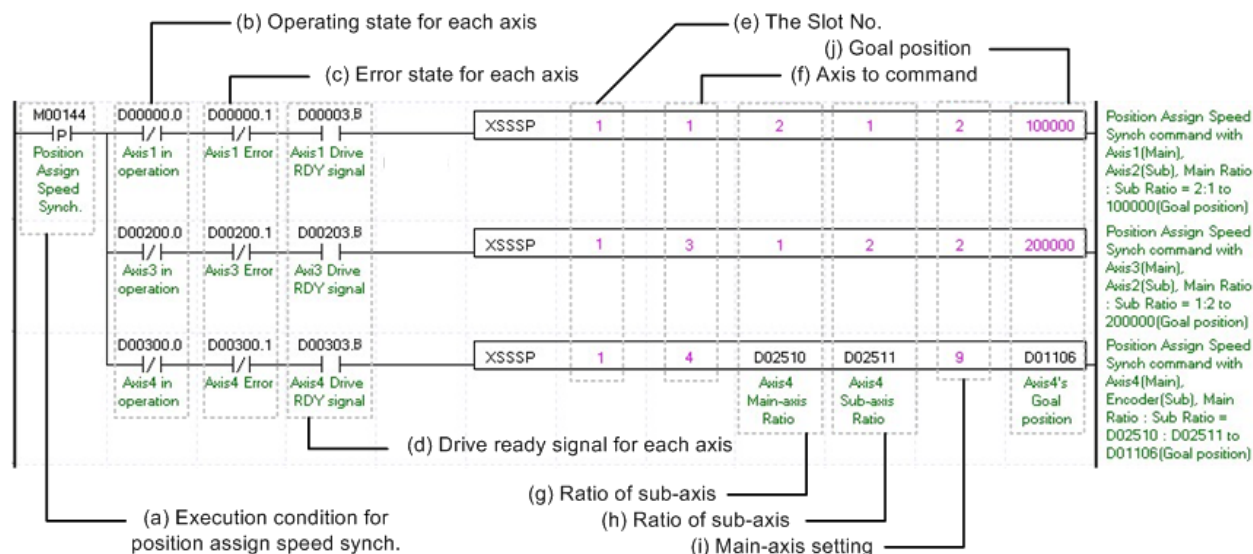 (b) Operating state for each axis
(e) The Slot No.
(j) Goal position
(c) Error state for each axis
(f) Axis to command
M00144
D00000.0
D00000.1
D00003.B
P
XSSSP 1 1 2 1 2 100000
Position
Assign
Speed
Synch.
Axis1 in
operation
Axis1 Error
Axis1 Drive
RDY signal
Position Assign Speed
Synch command with
Axis1(Main),
Axis2(Sub), Main Ratio
: Sub Ratio = 2:1 to
100000(Goal position)
D00200.0
D00200.1
D00203.B
XSSSP 1 3 1 2 2 200000
Axis3 in
operation
Axis3 Error
Axi3 Drive
RDY signal
Position Assign Speed
Synch command with
Axis3(Main),
Axis2(Sub), Main Ratio
: Sub Ratio = 1:2 to
200000(Goal position)
D00300.0
D00300.1
D00303.B
XSSSP 1 4 D02510 D02511 9 D01106
Axis4 in
operation
Axis4 Error
Axis4 Drive
RDY signal
Axis4
Main-axis
Ratio
Axis4
Sub-axis
Ratio
Axis4's
Goal
position
Position Assign Speed
Synch command with
Axis4(Main),
Encoder(Sub), Main
Ratio : Sub Ratio =
D02510 : D02511 to
D01106(Goal position)
(d) Drive ready signal for each axis
(g) Ratio of sub-axis
(h) Ratio of sub-axis
(i) Main-axis setting
(a) Execution condition for
position assign speed synch.